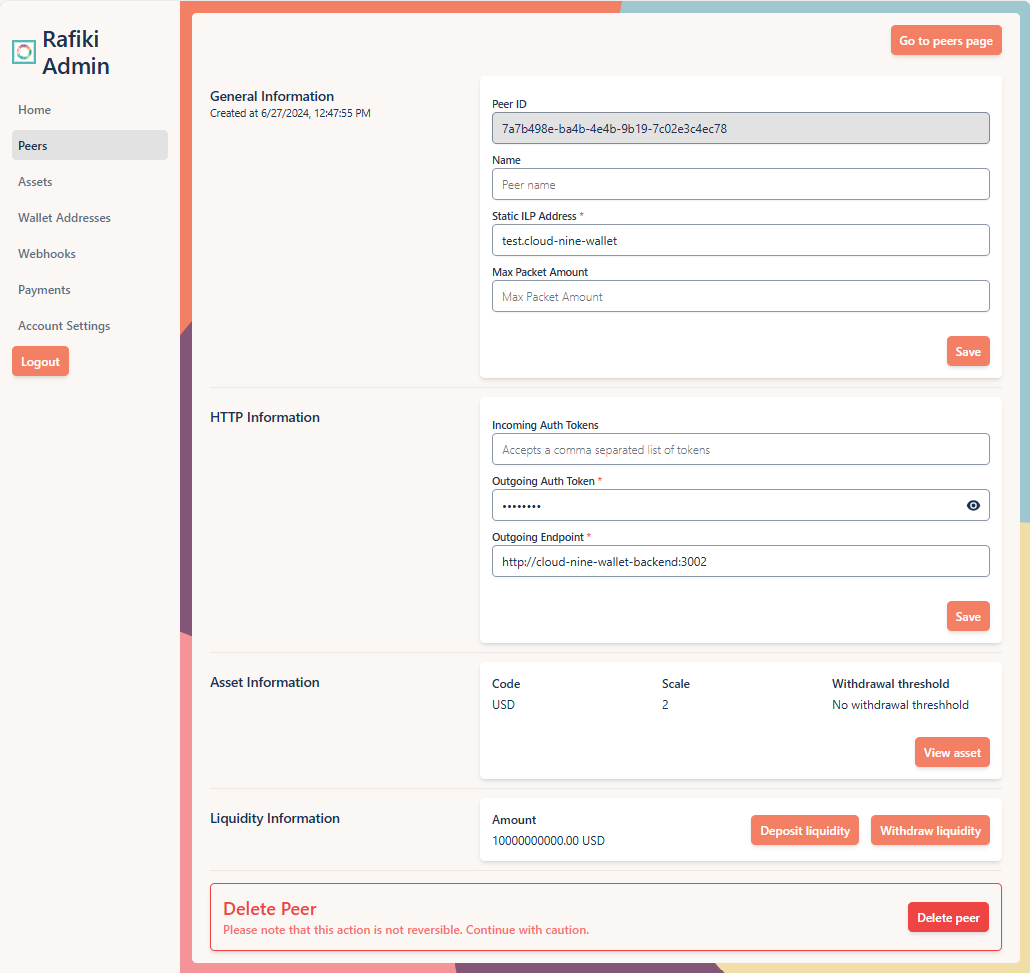 Rafiki
Admin
Home
Peers
Assets
Wallet Addresses
Webhooks
Payments
Account Settings
Logout
Go to peers page
General Information
Created at 6/27/2024, 12:47:55 PM
Peer ID
7a7b498e-ba4b-4e4b-9b19-7c02e3c4ec78
Name
Peer name
Static ILP Address *
test.cloud-nine-wallet
Max Packet Amount
Max Packet Amount
Save
HTTP Information
Incoming Auth Tokens
Accepts a comma separated list of tokens
Outgoing Auth Token *
••••••••
Outgoing Endpoint *
http://cloud-nine-wallet-backend:3002
Save
Asset Information
Code Scale Withdrawal threshold
USD 2 No withdrawal threshhold
View asset
Liquidity Information
Amount
10000000000.00 USD
Deposit liquidity Withdraw liquidity
Delete Peer
Please note that this action is not reversible. Continue with caution.
Delete peer